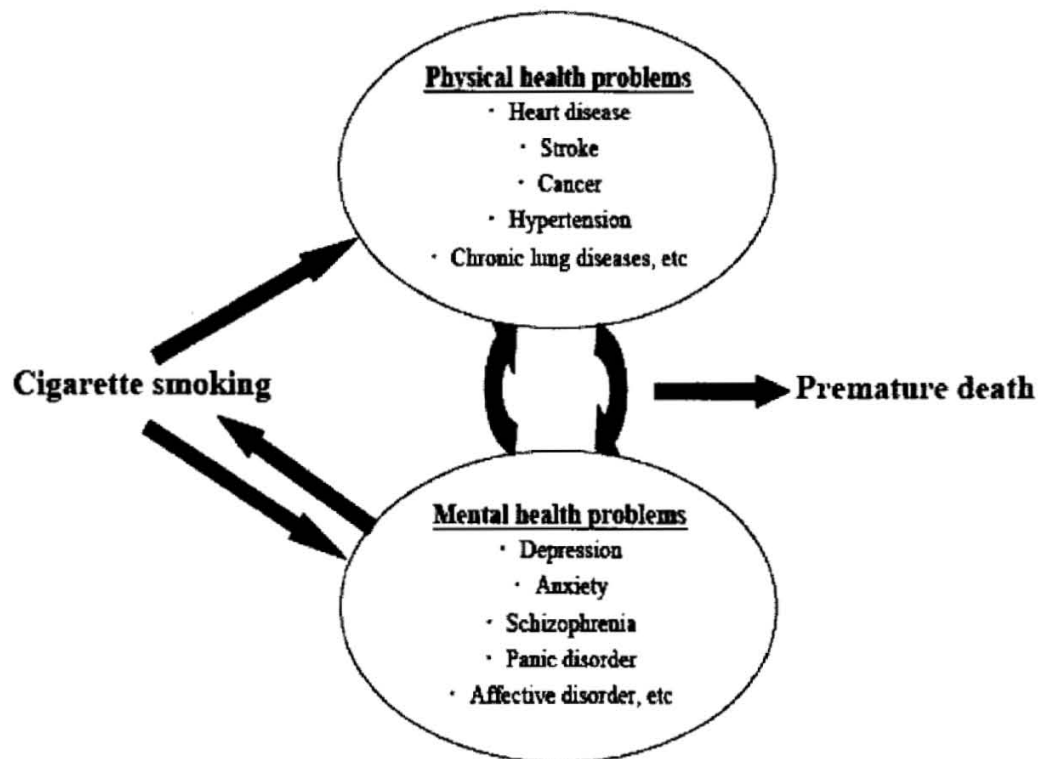 Physical health problems
· Heart disease
· Stroke
· Cancer
· Hypertension
· Chronic lung diseases, etc
Cigarette smoking
Premature death
Mental health problems
· Depression
· Anxiety
· Schizophrenia
· Panic disorder
· Affective disorder, etc